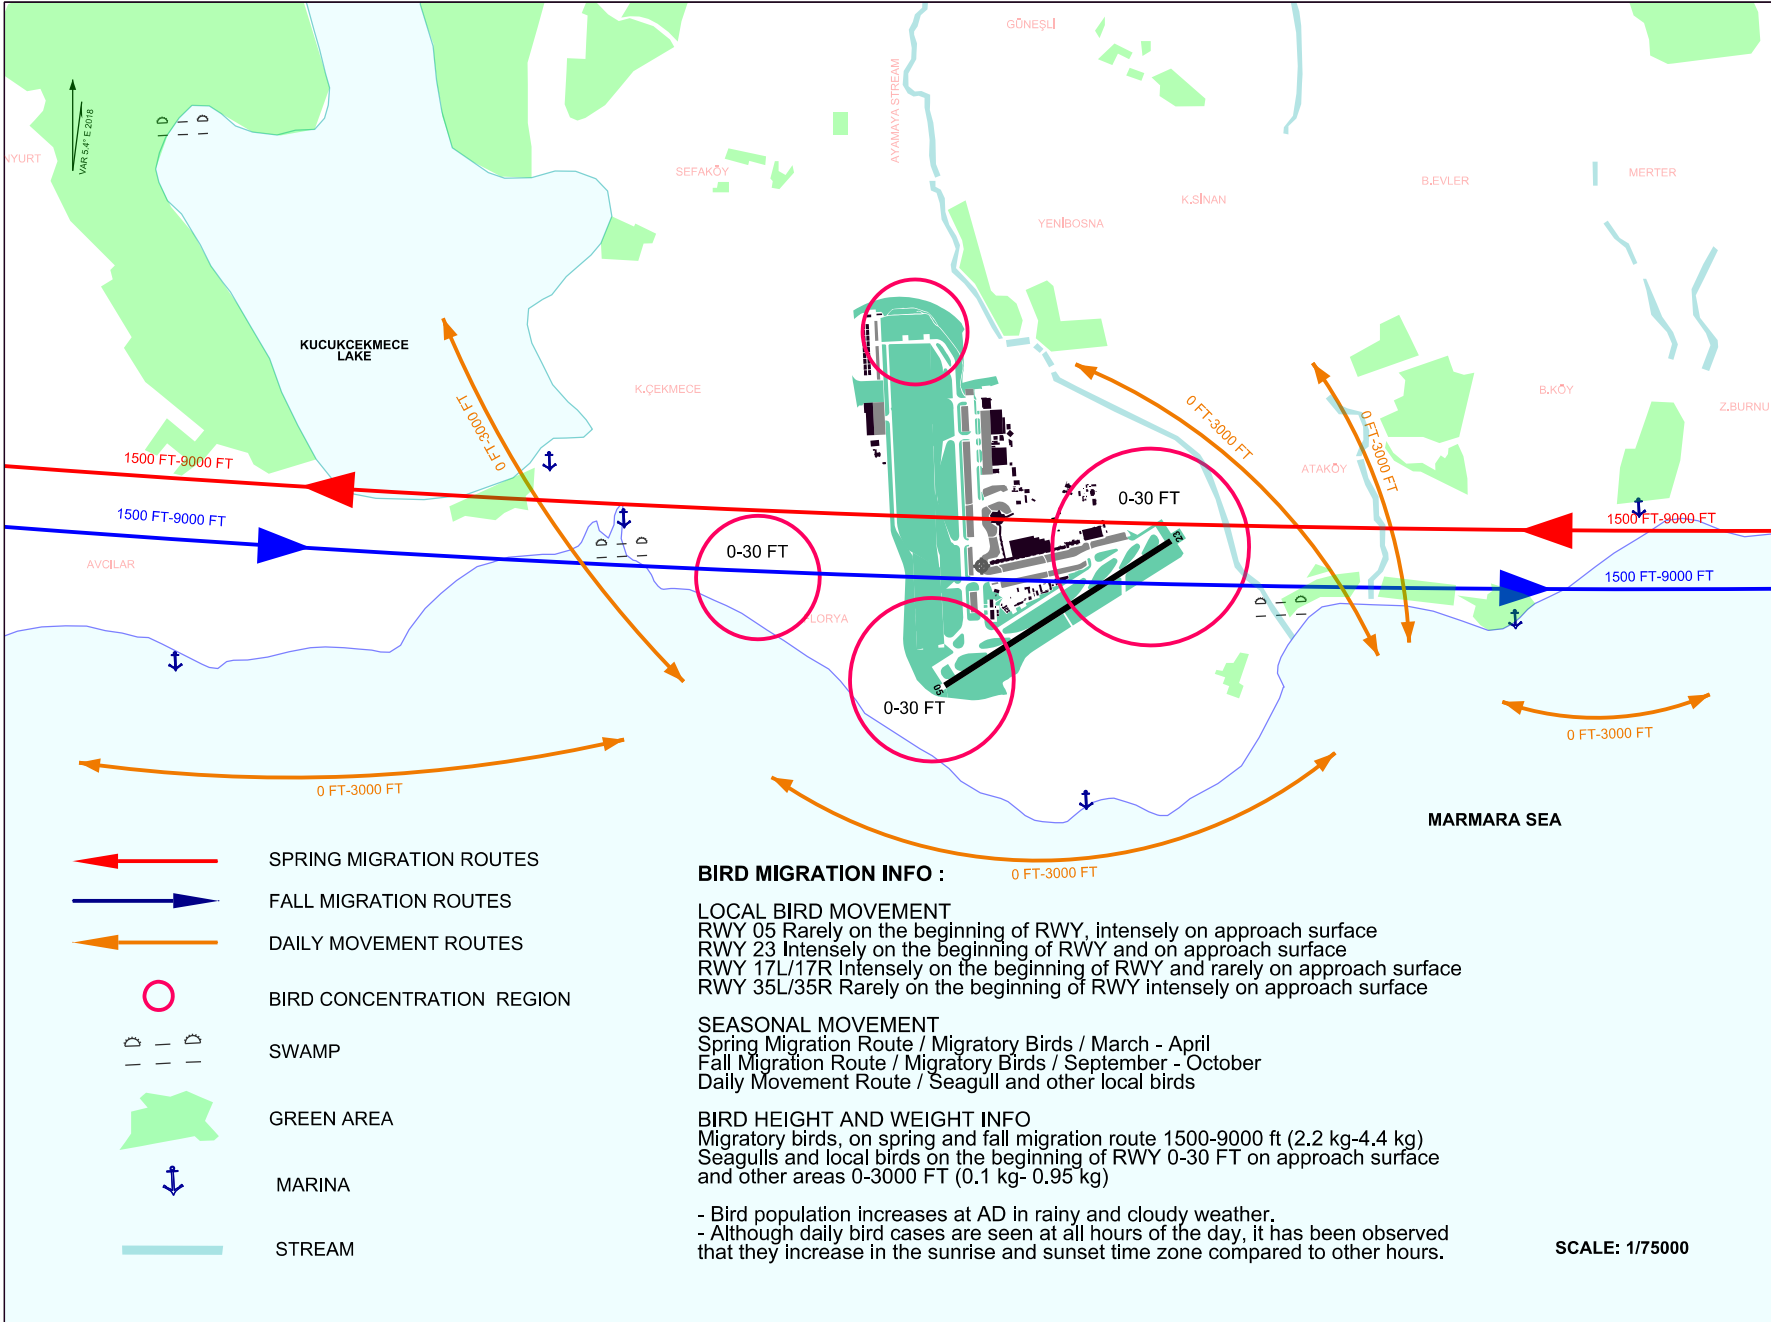 GÜNEŞLİ
AYAMAYA STREAM
VAR 5.4° E 2018
NYURT
SEFAKÖY
B.EVLER
MERTER
K.SİNAN
YENİBOSNA
KUCUKCEKMECE
LAKE
K.ÇEKMECE
B.KÖY
Z.BURNU
0 FT-3000 FT
0 FT-3000 FT
0 FT-3000 FT
ATAKÖY
1500 FT-9000 FT
0-30 FT
1500 FT-9000 FT
1500 FT-9000 FT
23
0-30 FT
AVCILAR
1500 FT-9000 FT
LORYA
05
0-30 FT
0 FT-3000 FT
0 FT-3000 FT
MARMARA SEA
0 FT-3000 FT
SPRING MIGRATION ROUTES
FALL MIGRATION ROUTES
DAILY MOVEMENT ROUTES
BIRD CONCENTRATION REGION
SWAMP
GREEN AREA
MARINA
STREAM
BIRD MIGRATION INFO :
LOCAL BIRD MOVEMENT
RWY 05 Rarely on the beginning of RWY, intensely on approach surface
RWY 23 Intensely on the beginning of RWY and on approach surface
RWY 17L/17R Intensely on the beginning of RWY and rarely on approach surface
RWY 35L/35R Rarely on the beginning of RWY intensely on approach surface
SEASONAL MOVEMENT
Spring Migration Route / Migratory Birds / March - April
Fall Migration Route / Migratory Birds / September - October
Daily Movement Route / Seagull and other local birds
BIRD HEIGHT AND WEIGHT INFO
Migratory birds, on spring and fall migration route 1500-9000 ft (2.2 kg-4.4 kg)
Seagulls and local birds on the beginning of RWY 0-30 FT on approach surface
and other areas 0-3000 FT (0.1 kg- 0.95 kg)
- Bird population increases at AD in rainy and cloudy weather.
- Although daily bird cases are seen at all hours of the day, it has been observed
that they increase in the sunrise and sunset time zone compared to other hours.
SCALE: 1/75000